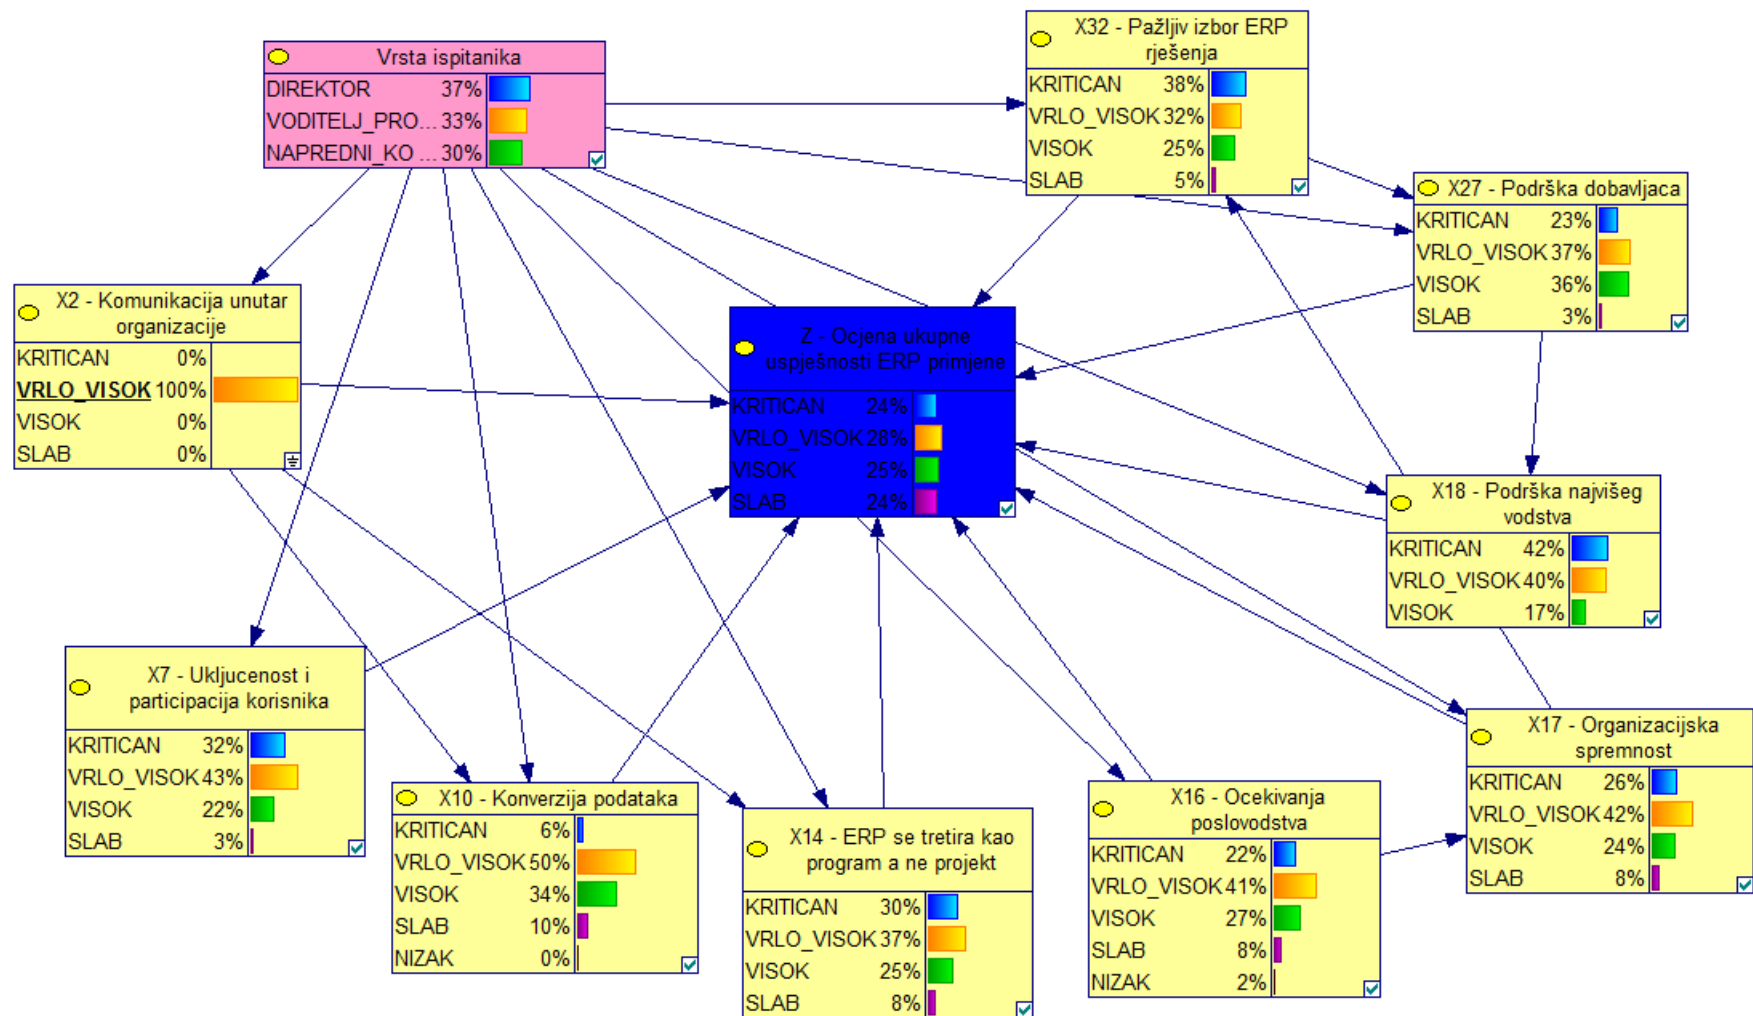 Vrsta ispitanika
DIREKTOR 37%
VODITELJ_PRO... 33%
NAPREDNI_KO ... 30%
X32 - Pažljiv izbor ERP
rješenja
KRITICAN 38%
VRLO_VISOK 32%
VISOK 25%
SLAB 5%
X27 - Podrška dobavljaca
KRITICAN 23%
VRLO_VISOK 37%
VISOK 36%
SLAB 3%
X2 - Komunikacija unutar
organizacije
KRITICAN 0%
VRLO_VISOK 100%
VISOK 0%
SLAB 0%
Z - Ocjena ukupne
uspješnosti ERP primjene
KRITICAN 24%
VRLO_VISOK 28%
VISOK 25%
SLAB 24%
X18 - Podrška najvišeg
vodstva
KRITICAN 42%
VRLO_VISOK 40%
VISOK 17%
X7 - Ukljucenost i
participacija korisnika
KRITICAN 32%
VRLO_VISOK 43%
VISOK 22%
SLAB 3%
X10 - Konverzija podataka
KRITICAN 6%
VRLO_VISOK 50%
VISOK 34%
SLAB 10%
NIZAK 0%
X14 - ERP se tretira kao
program a ne projekt
KRITICAN 30%
VRLO_VISOK 37%
VISOK 25%
SLAB 8%
X16 - Ocekivanja
poslovodstva
KRITICAN 22%
VRLO_VISOK 41%
VISOK 27%
SLAB 8%
NIZAK 2%
X17 - Organizacijska
spremnost
KRITICAN 26%
VRLO_VISOK 42%
VISOK 24%
SLAB 8%